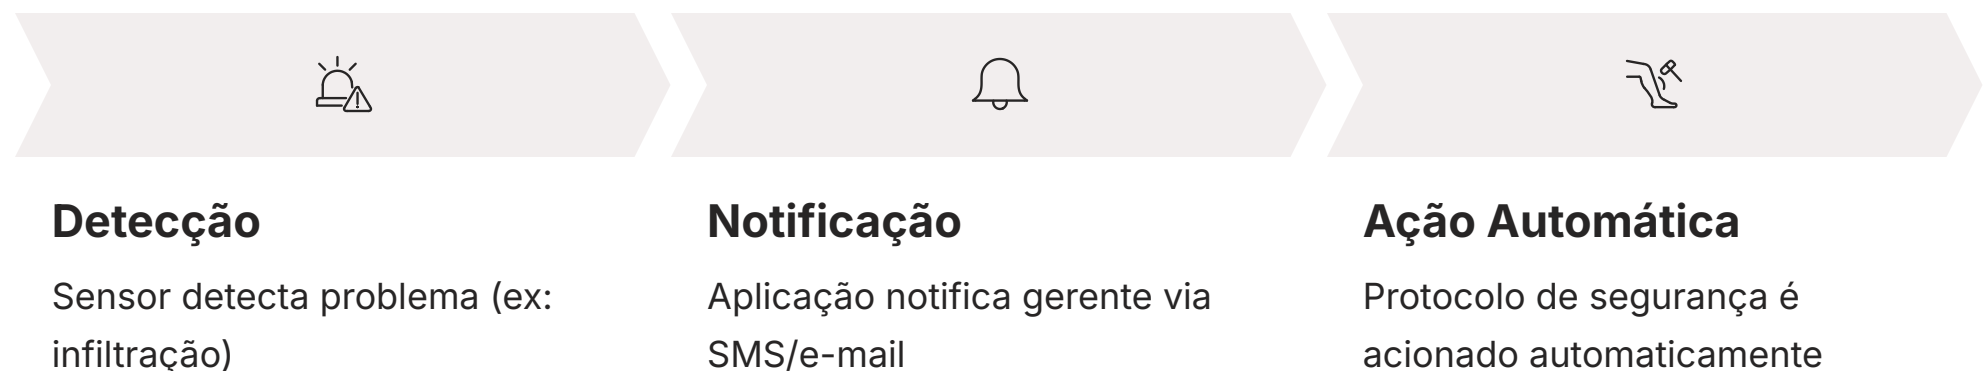 Detecção
Sensor detecta problema (ex:
infiltração)
Notificação
Aplicação notifica gerente via
SMS/e-mail
Ação Automática
Protocolo de segurança é
acionado automaticamente